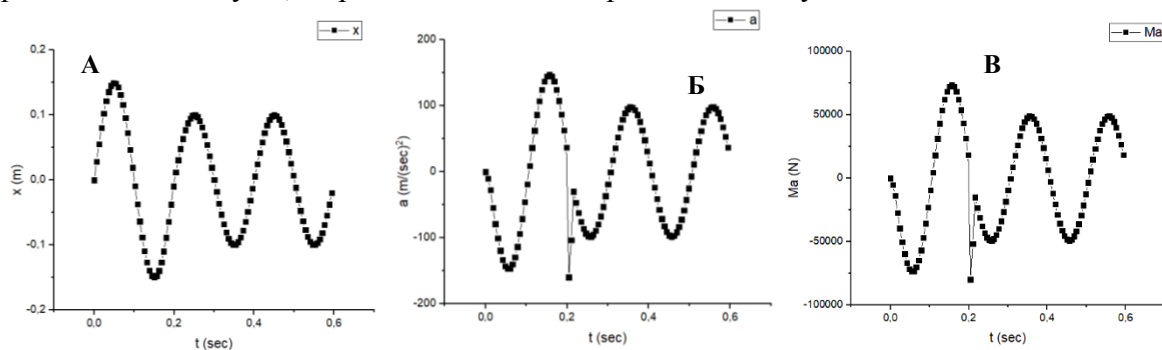 x
А
0,2
0,1
0,0
-0,1
-0,2
x (m)
0,0 0,2 0,4 0,6
t (sec)
a
Б
200
100
0
-100
-200
a (m/(sec)²)
0,0 0,2 0,4 0,6
t (sec)
Ma
В
100000
50000
0
-50000
-100000
Ma (N)
0,0 0,2 0,4 0,6
t (sec)